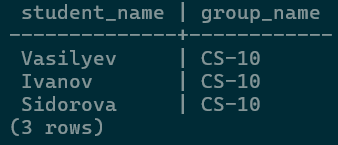 student_name | group_name
--------------+------------
Vasilyev | CS-10
Ivanov | CS-10
Sidorova | CS-10
(3 rows)